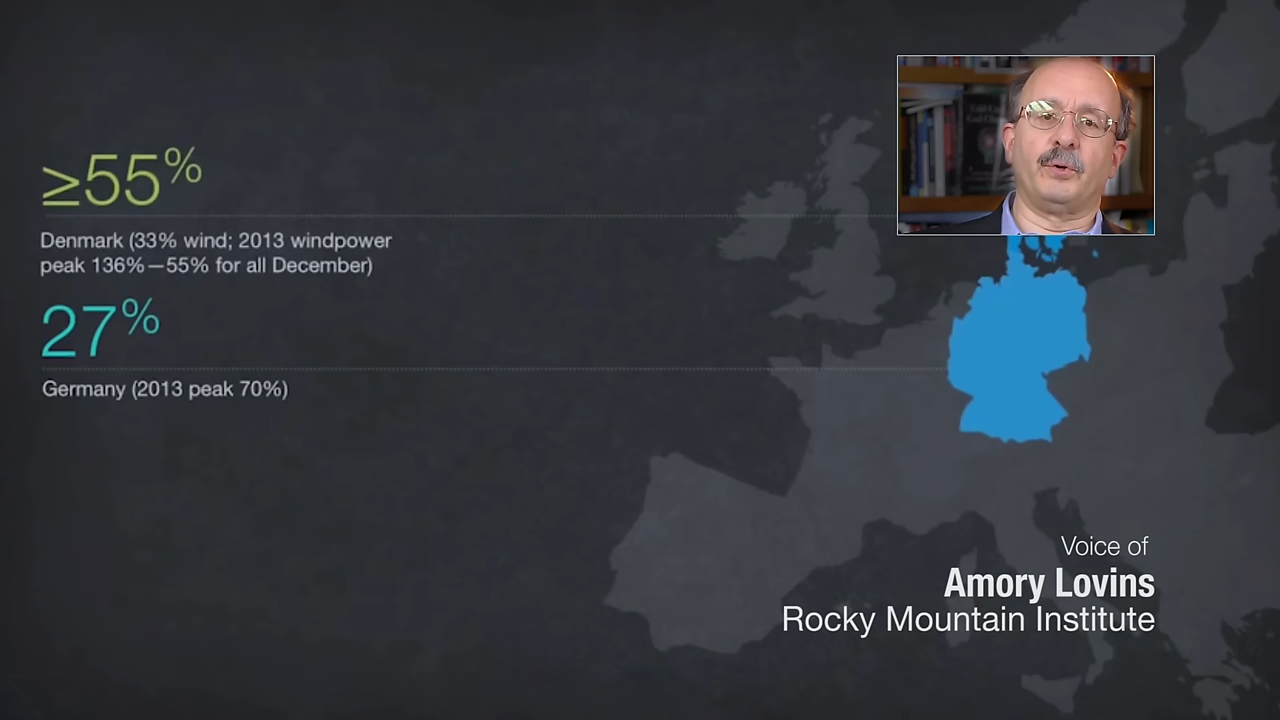 ≥55%
Denmark (33% wind; 2013 windpower
peak 136%—55% for all December)
27%
Germany (2013 peak 70%)
Voice of
Amory Lovins
Rocky Mountain Institute